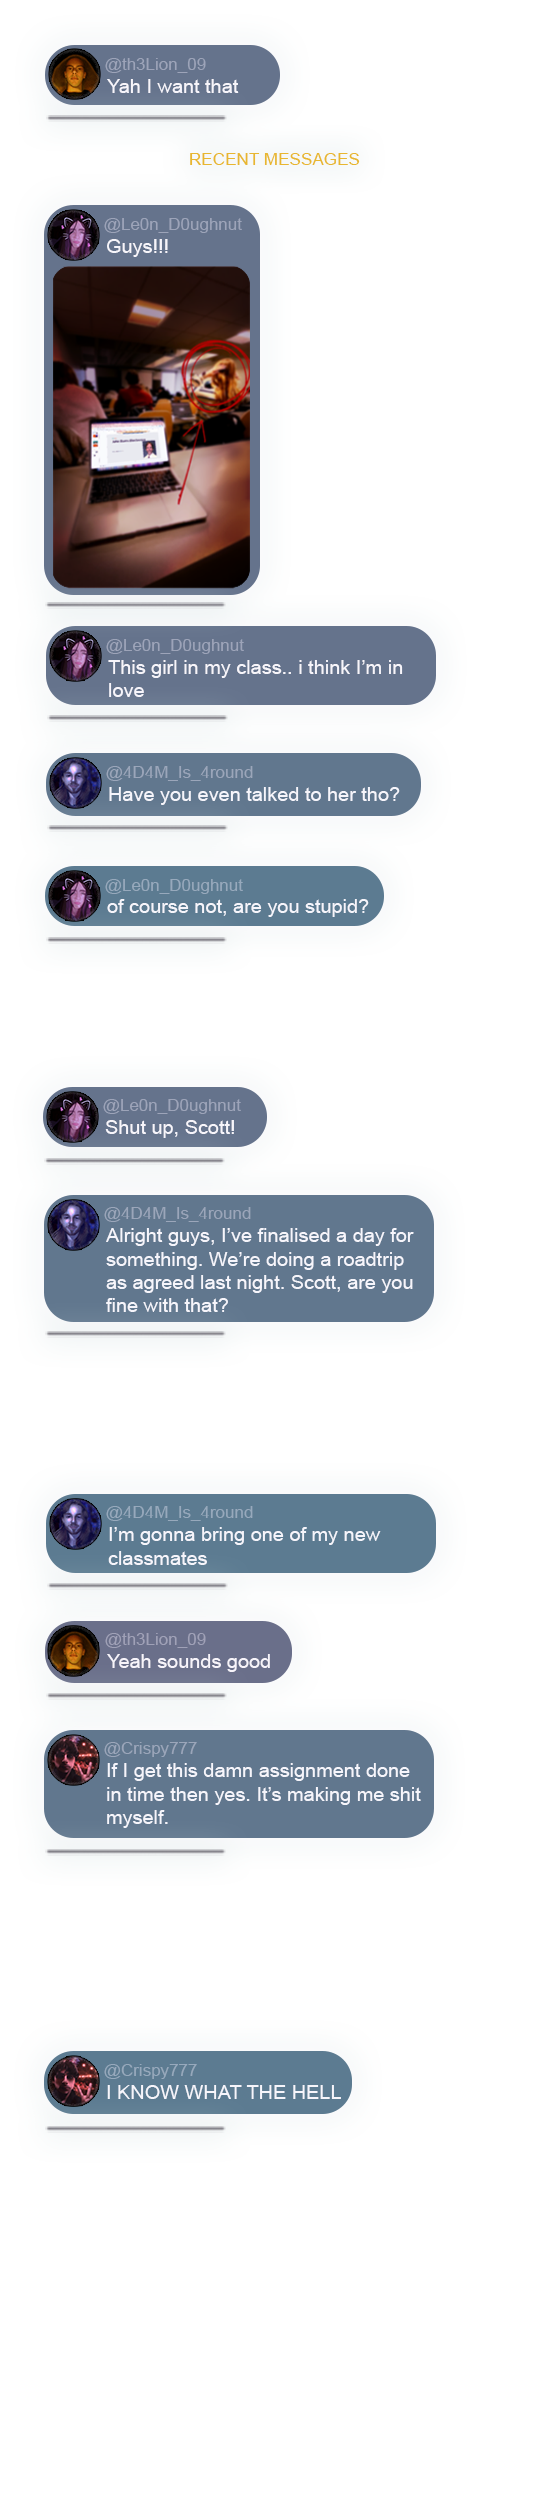 @th3Lion_09
Yah I want that
RECENT MESSAGES
@Le0n_D0ughnut
Guys!!!
@Le0n_D0ughnut
This girl in my class.. i think I'm in
love
@4D4M_Is_4round
Have you even talked to her tho?
@Le0n_D0ughnut
of course not, are you stupid?
@Le0n_D0ughnut
Shut up, Scott!
@4D4M_Is_4round
Alright guys, I've finalised a day for
something. We're doing a roadtrip
as agreed last night. Scott, are you
fine with that?
@4D4M_Is_4round
I'm gonna bring one of my new
classmates
@th3Lion_09
Yeah sounds good
@Crispy777
If I get this damn assignment done
in time then yes. It's making me shit
myself.
@Crispy777
I KNOW WHAT THE HELL